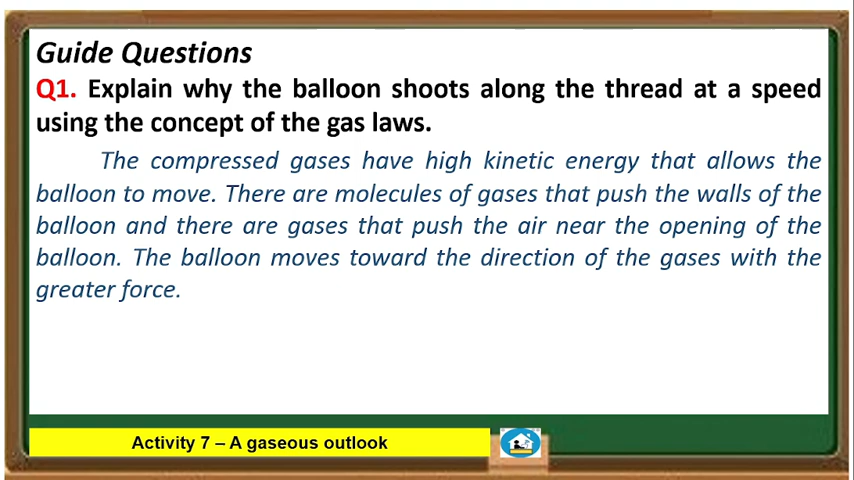 Guide Questions
Q1. Explain why the balloon shoots along the thread at a speed
using the concept of the gas laws.
The compressed gases have high kinetic energy that allows the
balloon to move. There are molecules of gases that push the walls of the
balloon and there are gases that push the air near the opening of the
balloon. The balloon moves toward the direction of the gases with the
greater force.
Activity 7 – A gaseous outlook